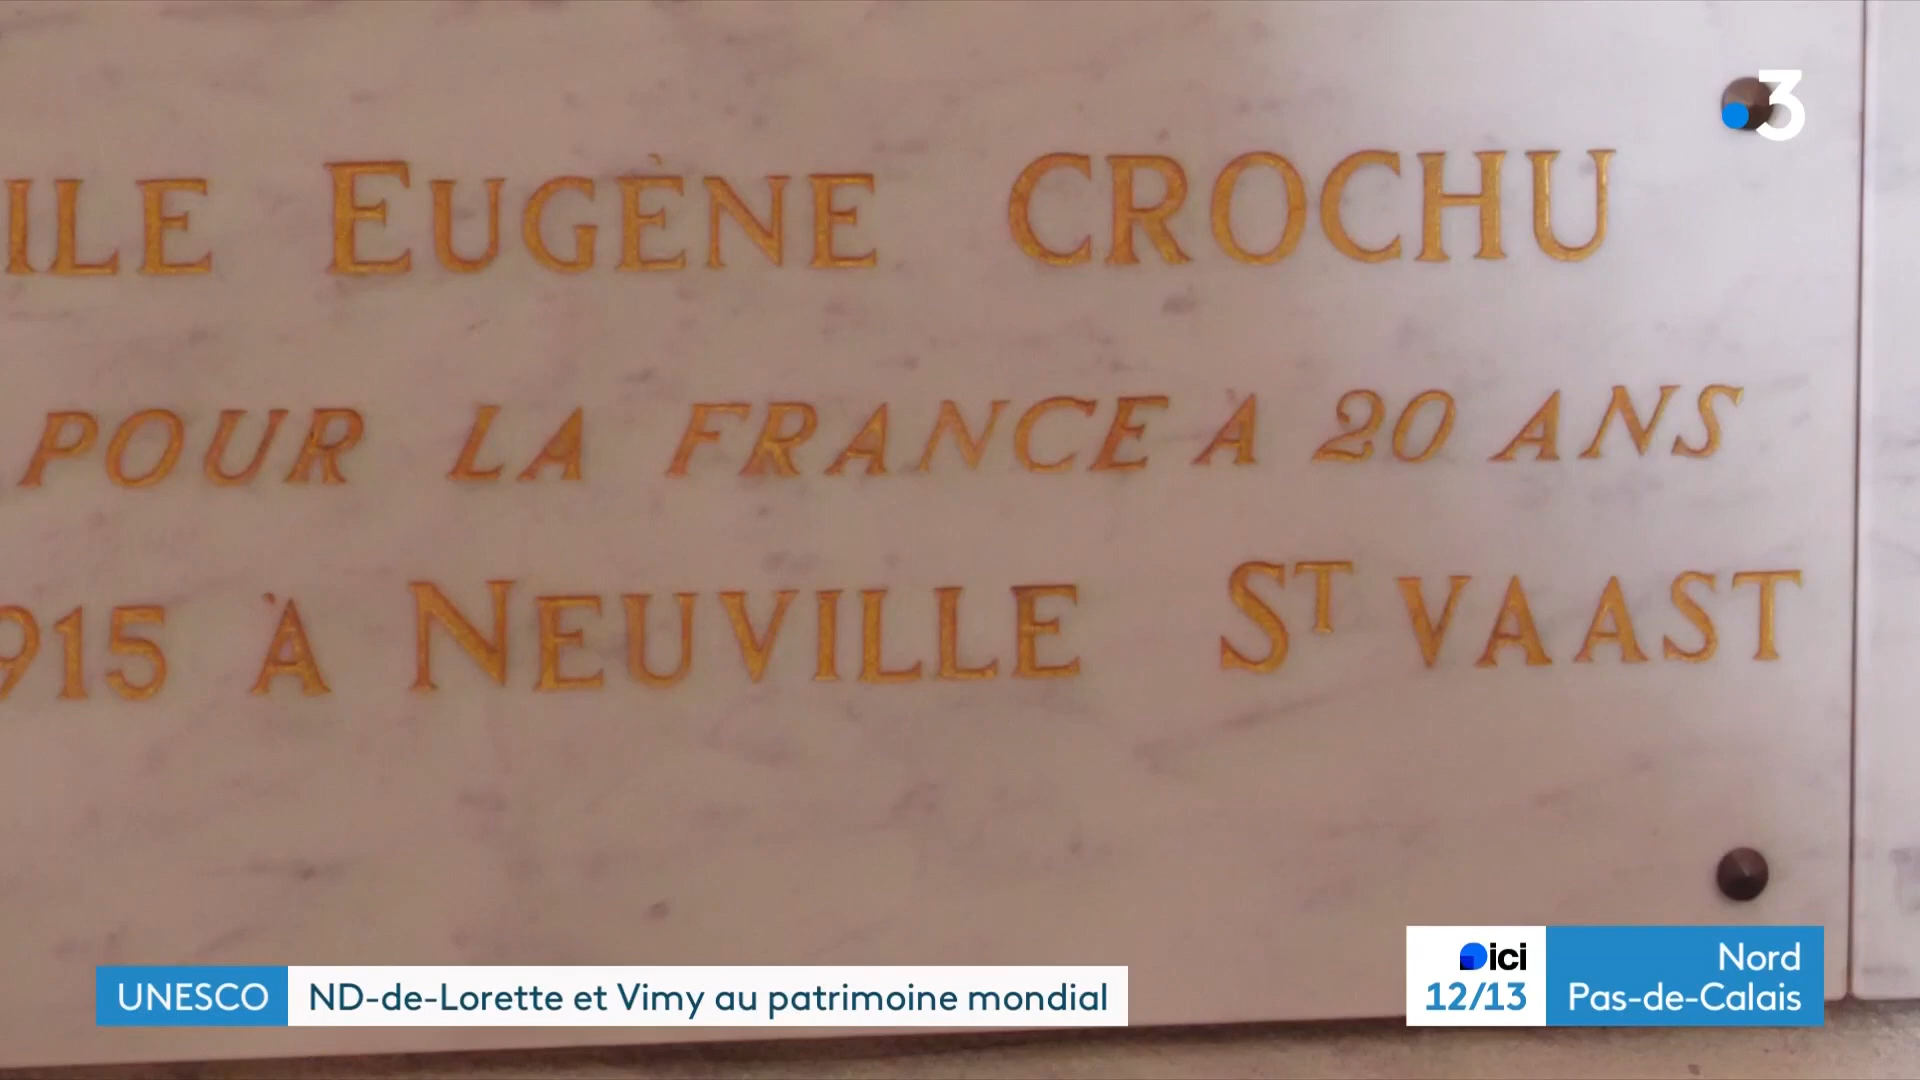 ILE EUGÈNE CROCHU
POUR LA FRANCE À 20 ANS
915 À NEUVILLE ST VAAST
3
UNESCO
ND-de-Lorette et Vimy au patrimoine mondial
ici
12/13
Nord
Pas-de-Calais